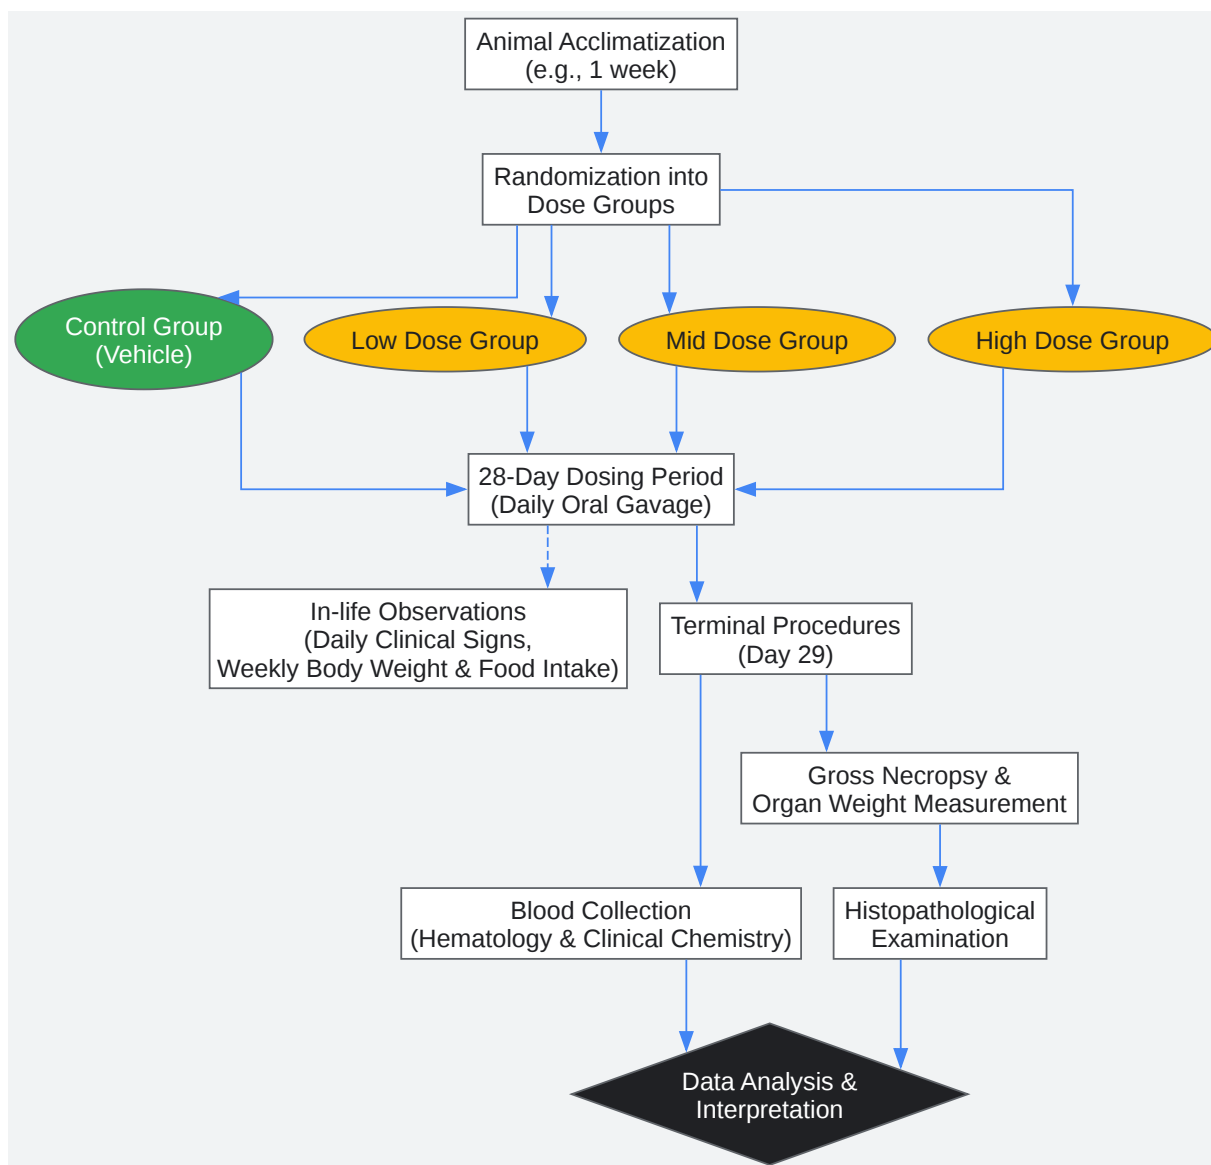 Animal Acclimatization
(e.g., 1 week)
Randomization into
Dose Groups
Control Group
(Vehicle)
Low Dose Group
Mid Dose Group
High Dose Group
28-Day Dosing Period
(Daily Oral Gavage)
In-life Observations
(Daily Clinical Signs,
Weekly Body Weight & Food Intake)
Terminal Procedures
(Day 29)
Gross Necropsy &
Organ Weight Measurement
Blood Collection
(Hematology & Clinical Chemistry)
Histopathological
Examination
Data Analysis &
Interpretation